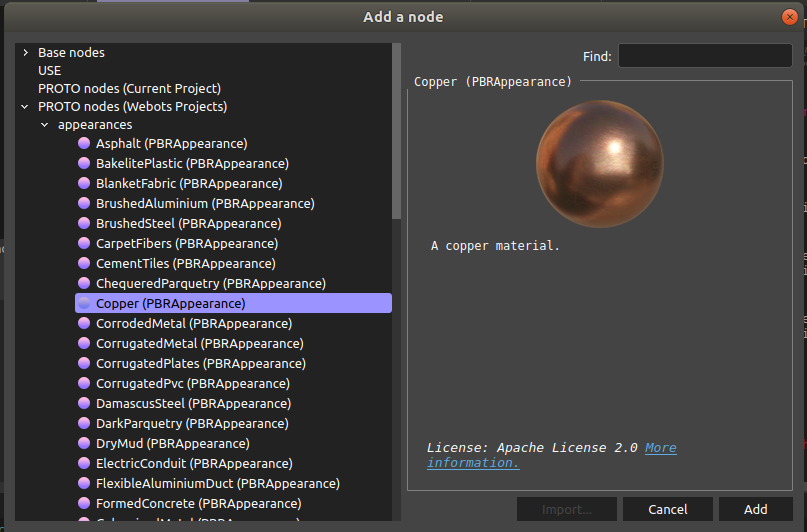 Add a node
Base nodes
USE
PROTO nodes (Current Project)
PROTO nodes (Webots Projects)
appearances
Asphalt (PBRAppearance)
BakelitePlastic (PBRAppearance)
BlanketFabric (PBRAppearance)
BrushedAluminium (PBRAppearance)
BrushedSteel (PBRAppearance)
CarpetFibers (PBRAppearance)
CementTiles (PBRAppearance)
ChequeredParquetry (PBRAppearance)
Copper (PBRAppearance)
CorrodedMetal (PBRAppearance)
CorrugatedMetal (PBRAppearance)
CorrugatedPlates (PBRAppearance)
CorrugatedPvc (PBRAppearance)
DamascusSteel (PBRAppearance)
DarkParquetry (PBRAppearance)
DryMud (PBRAppearance)
ElectricConduit (PBRAppearance)
FlexibleAluminiumDuct (PBRAppearance)
FormedConcrete (PBRAppearance)
Find:
Copper (PBRAppearance)
A copper material.
License: Apache License 2.0 More
information.
Import...
Cancel
Add